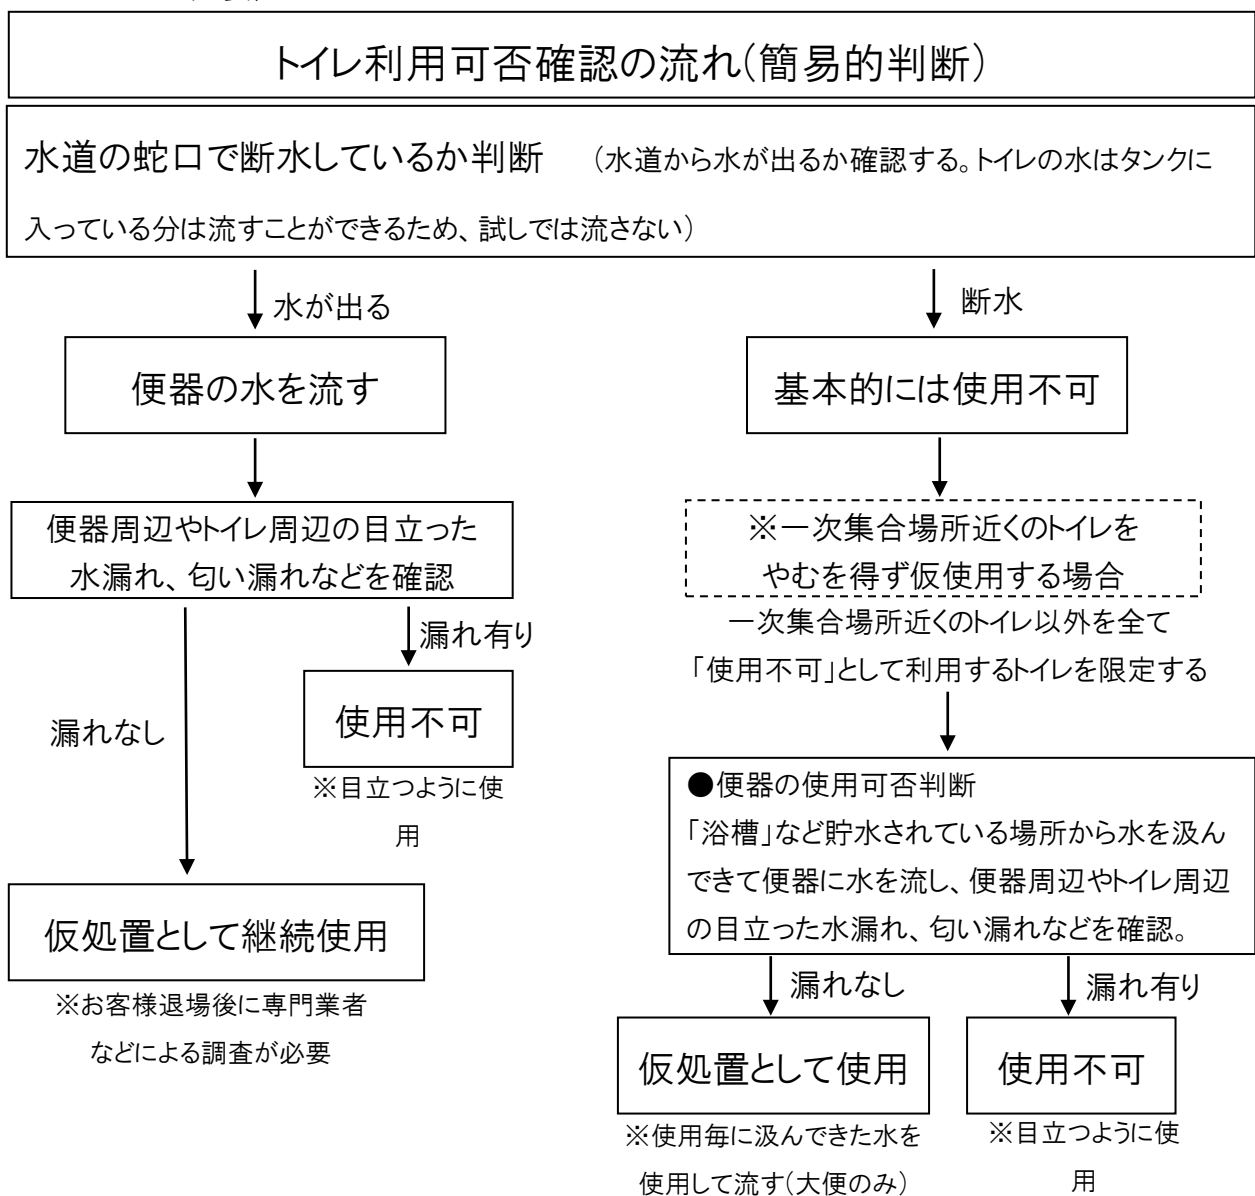 トイレ利用可否確認の流れ(簡易的判断)
水道の蛇口で断水しているか判断 (水道から水が出るか確認する。トイレの水はタンクに
入っている分は流すことができるため、試しでは流さない)
水が出る
断水
便器の水を流す
基本的には使用不可
便器周辺やトイレ周辺の目立った
水漏れ、匂い漏れなどを確認
※一次集合場所近くのトイレを
やむを得ず仮使用する場合
一次集合場所近くのトイレ以外を全て
「使用不可」として利用するトイレを限定する
漏れ有り
使用不可
※目立つように使
用
漏れなし
仮処置として継続使用
※お客様退場後に専門業者
などによる調査が必要
●便器の使用可否判断
「浴槽」など貯水されている場所から水を汲ん
できて便器に水を流し、便器周辺やトイレ周辺
の目立った水漏れ、匂い漏れなどを確認。
漏れなし
漏れ有り
仮処置として使用
使用不可
※使用毎に汲んできた水を
使用して流す(大便のみ)
※目立つように使
用